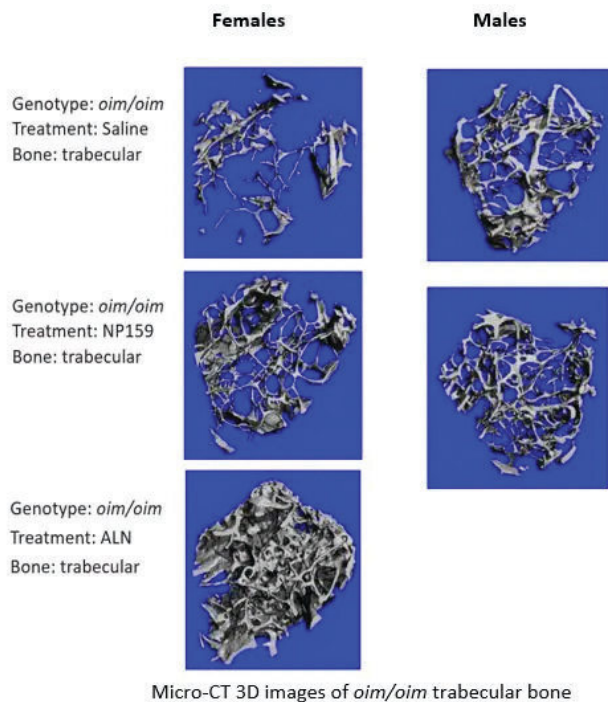 Females
Males
Genotype: oim/oim
Treatment: Saline
Bone: trabecular
Genotype: oim/oim
Treatment: NP159
Bone: trabecular
Genotype: oim/oim
Treatment: ALN
Bone: trabecular
Micro-CT 3D images of oim/oim trabecular bone